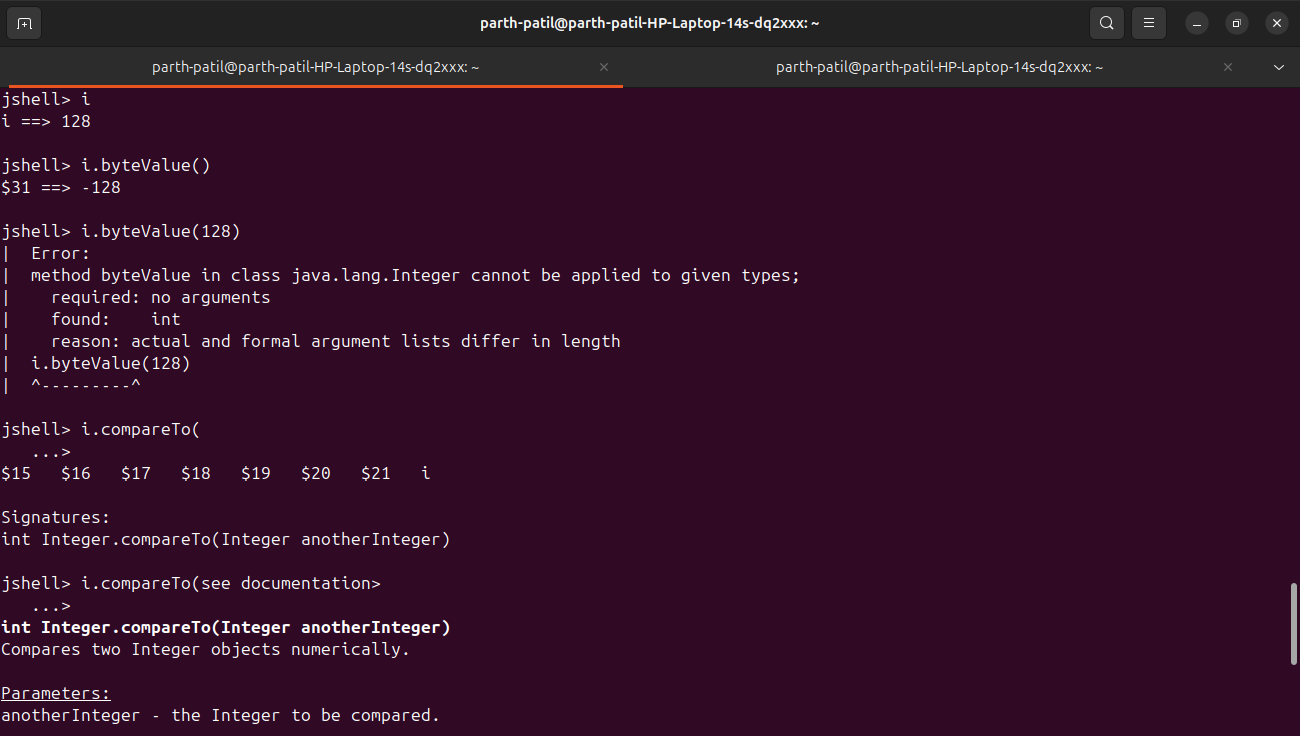 parth-patil@parth-patil-HP-Laptop-14s-dq2xxx: ~
parth-patil@parth-patil-HP-Laptop-14s-dq2xxx: ~
parth-patil@parth-patil-HP-Laptop-14s-dq2xxx: ~
jshell> i
i ==> 128
jshell> i.byteValue()
$31 ==> -128
jshell> i.byteValue(128)
|  Error:
|  method byteValue in class java.lang.Integer cannot be applied to given types;
|    required: no arguments
|    found:    int
|    reason: actual and formal argument lists differ in length
|  i.byteValue(128)
|  ^---------^
jshell> i.compareTo(
   ...>
$15   $16   $17   $18   $19   $20   $21   i
Signatures:
int Integer.compareTo(Integer anotherInteger)
jshell> i.compareTo(see documentation>
   ...>
int Integer.compareTo(Integer anotherInteger)
Compares two Integer objects numerically.
Parameters:
anotherInteger - the Integer to be compared.